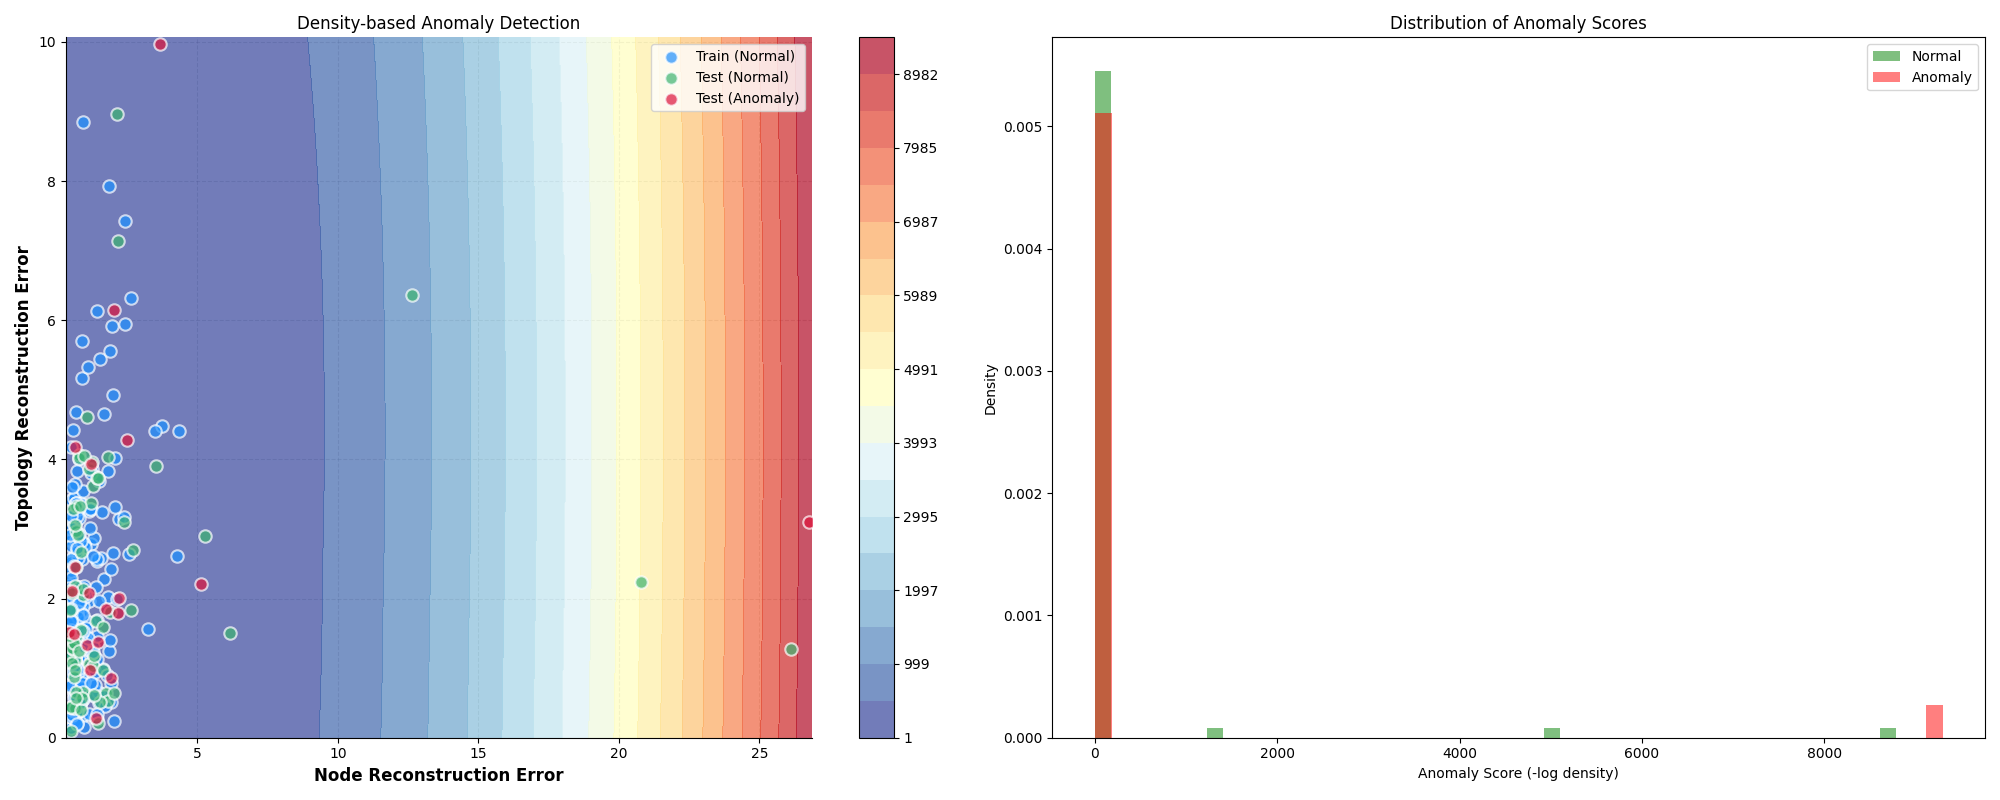 Density-based Anomaly Detection
Topology Reconstruction Error
10
8
6
4
2
0
5
10
15
20
25
Node Reconstruction Error
Train (Normal)
Test (Normal)
Test (Anomaly)
8982
7985
6987
5989
4991
3993
2995
1997
999
1
Distribution of Anomaly Scores
Density
0.005
0.004
0.003
0.002
0.001
0.000
0
2000
4000
6000
8000
Anomaly Score (-log density)
Normal
Anomaly